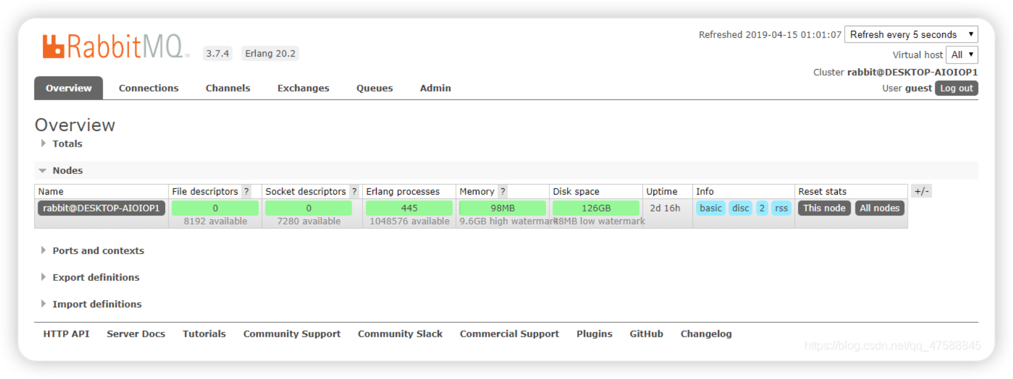 RabbitMQ 3.7.4 Erlang 20.2
Refreshed 2019-04-15 01:01:07 Refresh every 5 seconds
Virtual host All
Cluster rabbit@DESKTOP-AIOIOP1
User guest Log out
Overview Connections Channels Exchanges Queues Admin
Overview
Totals
Nodes
Name File descriptors ? Socket descriptors ? Erlang processes Memory ? Disk space Uptime Info Reset stats +/-
rabbit@DESKTOP-AIOIOP1 0 0 445 98MB 126GB 2d 16h basic disc 2 rss This node All nodes
8192 available 7280 available 1048576 available 9.6GB high watermark 48MB low watermark
Ports and contexts
Export definitions
Import definitions
HTTP API Server Docs Tutorials Community Support Community Slack Commercial Support Plugins GitHub Changelog
https://blog.csdn.net/qq_47588845